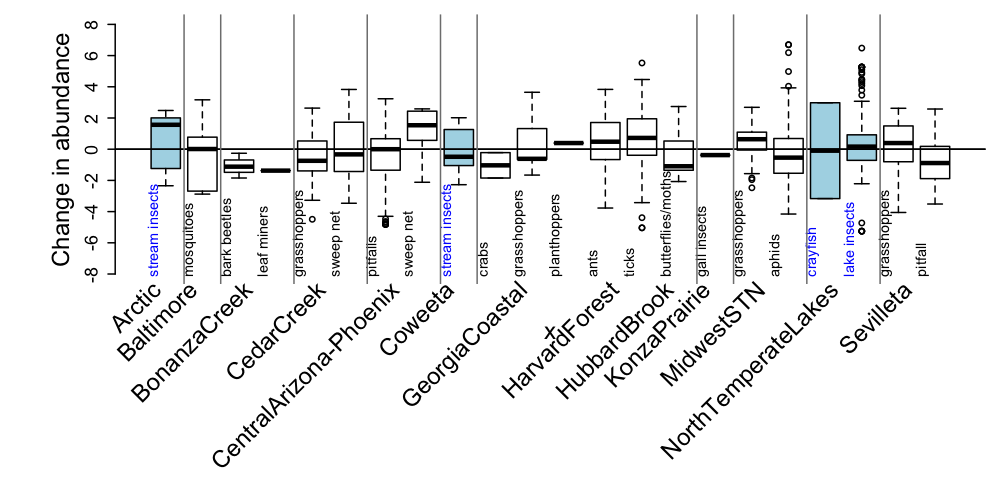 Change in abundance
8
6
4
2
0
-2
-4
-6
-8
stream insects
mosquitoes
bark beetles
leaf miners
grasshoppers
sweep net
pitfalls
sweep net
stream insects
crabs
grasshoppers
planthoppers
ants
ticks
butterflies/moths
gall insects
grasshoppers
aphids
crayfish
lake insects
grasshoppers
pitfall
Arctic
Baltimore
BonanzaCreek
CedarCreek
CentralArizona-Phoenix
Coweeta
GeorgiaCoastal
HarvardForest
‡
HubbardBrook
KonzaPrairie
MidwestSTN
NorthTemperateLakes
Sevilleta